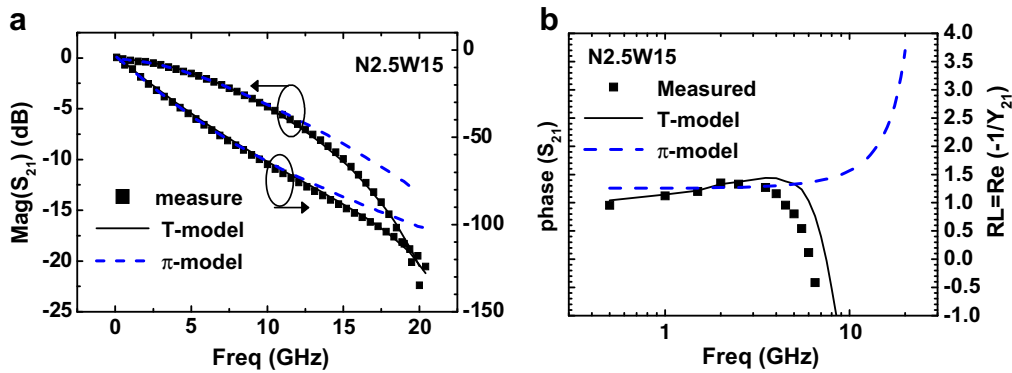 a
N2.5W15
Mag(S21) (dB)
0
-5
-10
-15
-20
-25
0
-50
-100
-150
measure
T-model
π-model
0
5
10
15
20
Freq (GHz)
phase (S21)
b
N2.5W15
Measured
T-model
π-model
4.0
3.5
3.0
2.5
2.0
1.5
1.0
0.5
0.0
-0.5
-1.0
1
10
Freq (GHz)
RL=Re (-1/Y21)